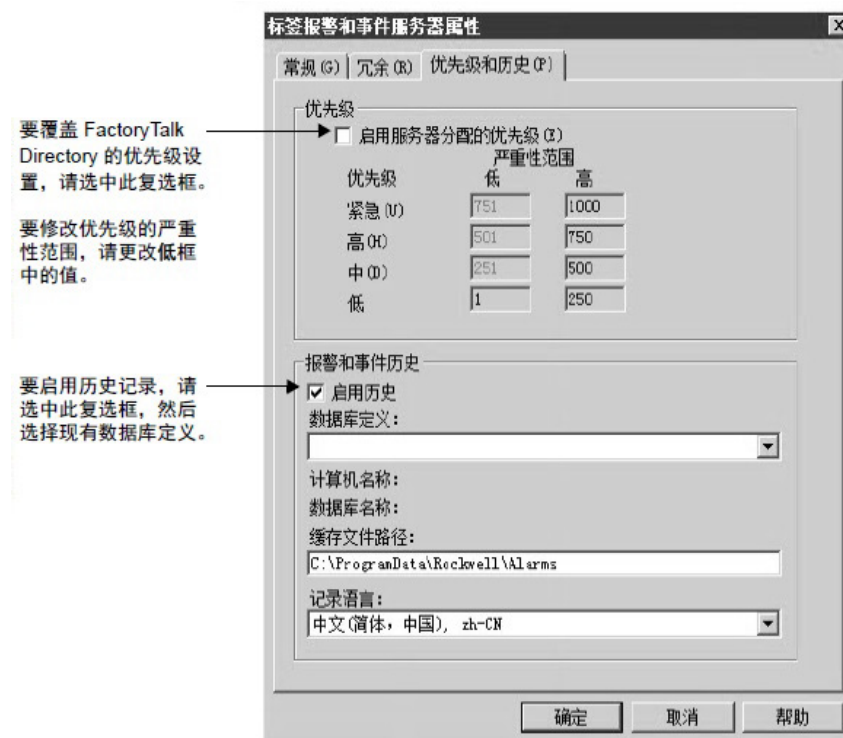 标签报警和事件服务器属性
常规(G) 冗余(R) 优先级和历史(P)
要覆盖 FactoryTalk
Directory 的优先级设
置，请选中此复选框。
要修改优先级的严重
性范围，请更改低框
中的值。
优先级
启用服务器分配的优先级(E)
严重性范围
优先级 低 高
紧急(U) 751 1000
高(H) 501 750
中(D) 251 500
低 1 250
要启用历史记录，请
选中此复选框，然后
选择现有数据库定义。
报警和事件历史
启用历史
数据库定义：
计算机名称：
数据库名称：
缓存文件路径：
C:\ProgramData\Rockwell\Alarms
记录语言：
中文(简体，中国)，zh-CN
确定 取消 帮助